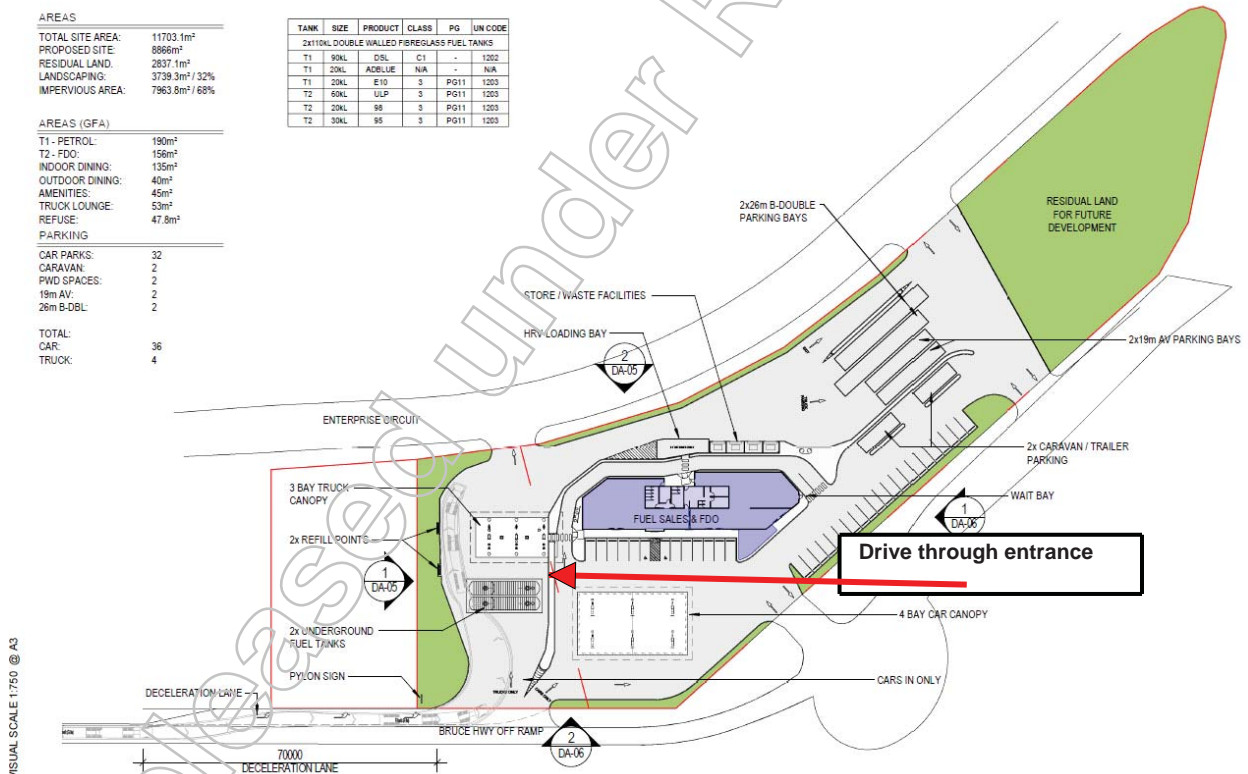 AREAS
TOTAL SITE AREA: 11703.1m²
PROPOSED SITE: 8866m²
RESIDUAL LAND. 2837.1m²
LANDSCAPING: 3739.3m² / 32%
IMPERVIOUS AREA: 7963.8m² / 68%
AREAS (GFA)
T1 - PETROL: 190m²
T2 - FDO: 156m²
INDOOR DINING: 135m²
OUTDOOR DINING: 40m²
AMENITIES: 45m²
TRUCK LOUNGE: 53m²
REFUSE: 47.8m²
PARKING
CAR PARKS: 32
CARAVAN: 2
PWD SPACES: 2
19m AV: 2
26m B-DBL: 2
TOTAL:
CAR: 36
TRUCK: 4
TANK SIZE PRODUCT CLASS PG UN CODE
2x110kL DOUBLE WALLED FIBREGLASS FUEL TANKS
T1 90kL DSL C1 - 1202
T1 20kL ADBLUE N/A - N/A
T1 20kL E10 3 PG11 1203
T2 60kL ULP 3 PG11 1203
T2 20kL 98 3 PG11 1203
T2 30kL 95 3 PG11 1203
RESIDUAL LAND
FOR FUTURE
DEVELOPMENT
2x26m B-DOUBLE
PARKING BAYS
STORE / WASTE FACILITIES
HRV LOADING BAY
2
DA-05
2x19m AV PARKING BAYS
ENTERPRISE CIRCUIT
2x CARAVAN / TRAILER
PARKING
3 BAY TRUCK
CANOPY
WAIT BAY
FUEL SALES & FDO
1
DA-06
2x REFILL POINTS
Drive through entrance
1
DA-05
4 BAY CAR CANOPY
2x UNDERGROUND
FUEL TANKS
PYLON SIGN
CARS IN ONLY
TRUCKS ONLY
DECELERATION LANE
BRUCE HWY OFF RAMP
2
DA-06
70000
DECELERATION LANE
VISUAL SCALE 1:750 @ A3
eleased under R